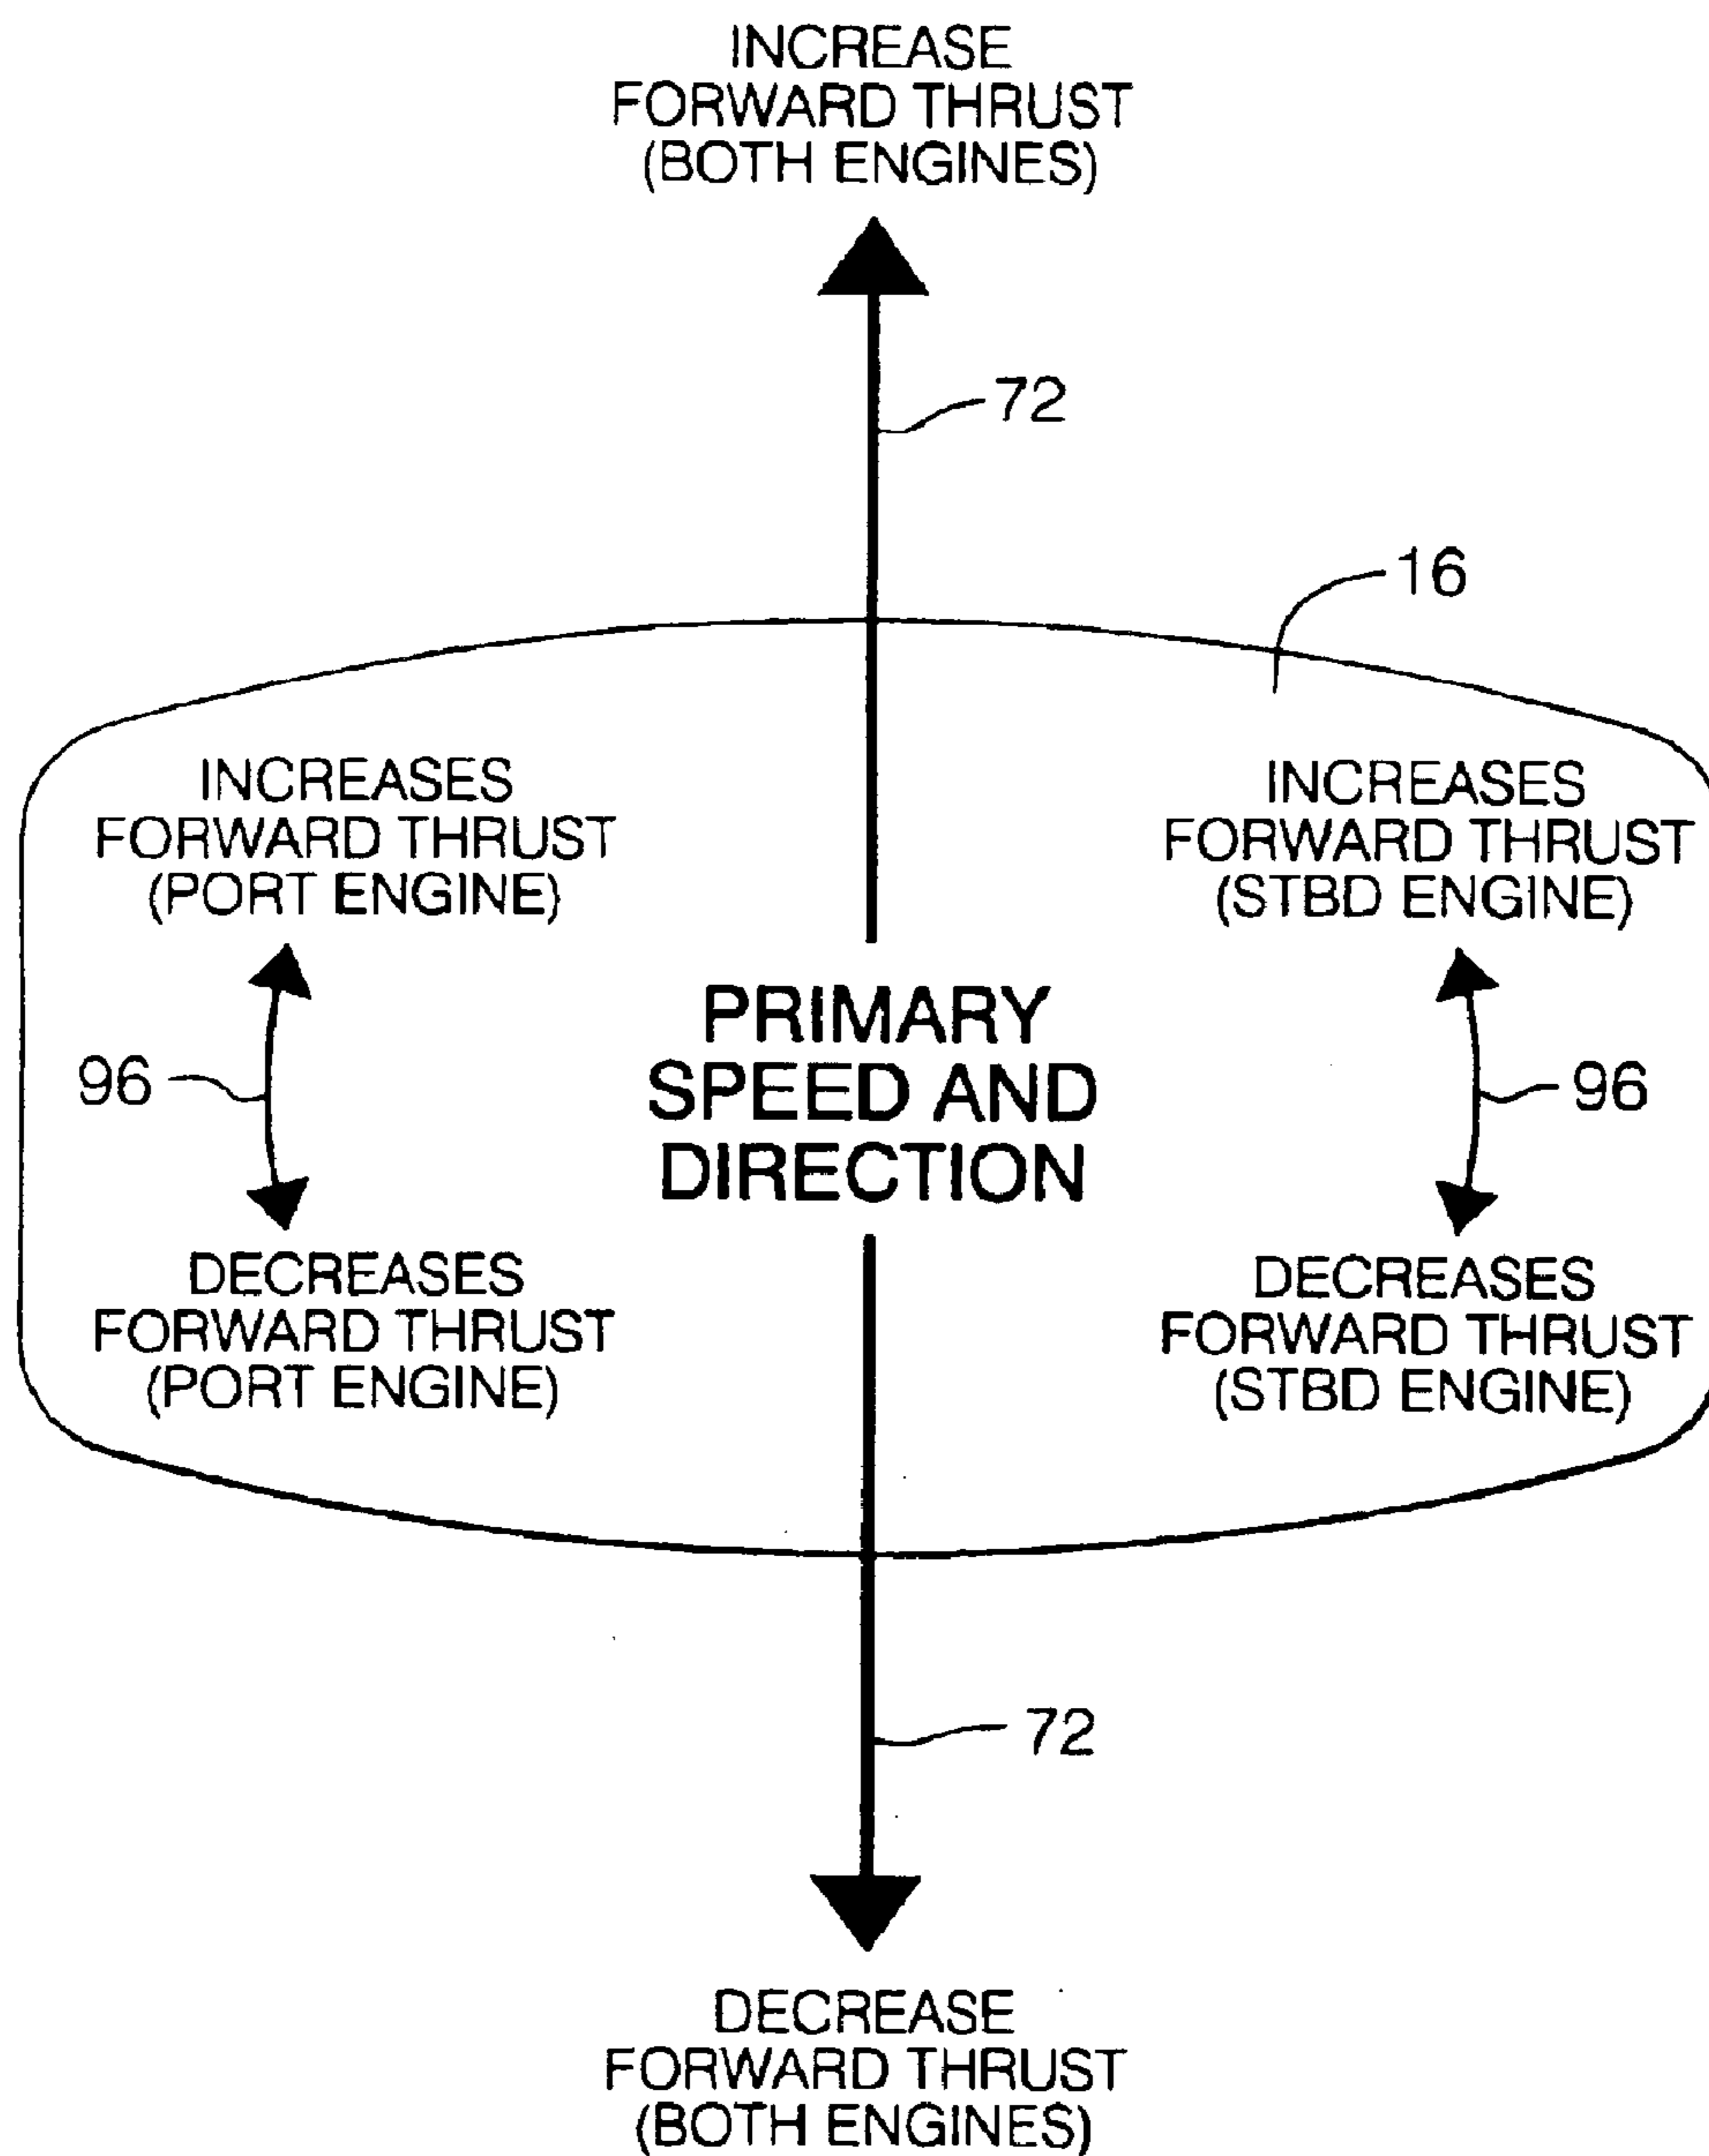 INCREASE
FORWARD THRUST
(BOTH ENGINES)
72
16
INCREASES
FORWARD THRUST
(PORT ENGINE)
INCREASES
FORWARD THRUST
(STBD ENGINE)
96
PRIMARY
SPEED AND
DIRECTION
96
DECREASES
FORWARD THRUST
(PORT ENGINE)
DECREASES
FORWARD THRUST
(STBD ENGINE)
72
DECREASE
FORWARD THRUST
(BOTH ENGINES)